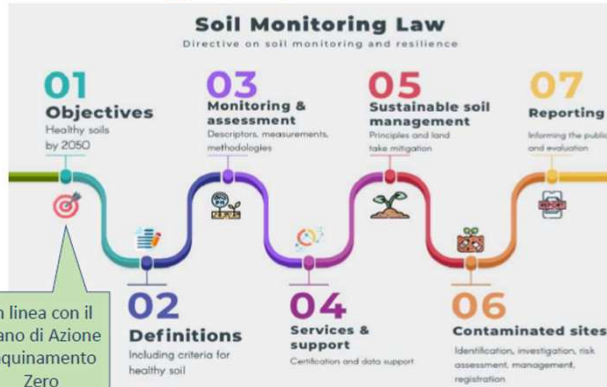 Soil Monitoring Law
Directive on soil monitoring and resilience
01
Objectives
Healthy soils
by 2050
03
Monitoring &
assessment
Descriptors, measurements,
methodologies
05
Sustainable soil
management
Principles and land
take mitigation
07
Reporting
Informing the public
and evaluation
02
Definitions
Including criteria for
healthy soil
04
Services &
support
Certification and data support
06
Contaminated sites
Identification, investigation, risk
assessment, management,
registration
linea con il
di Azione
Zero